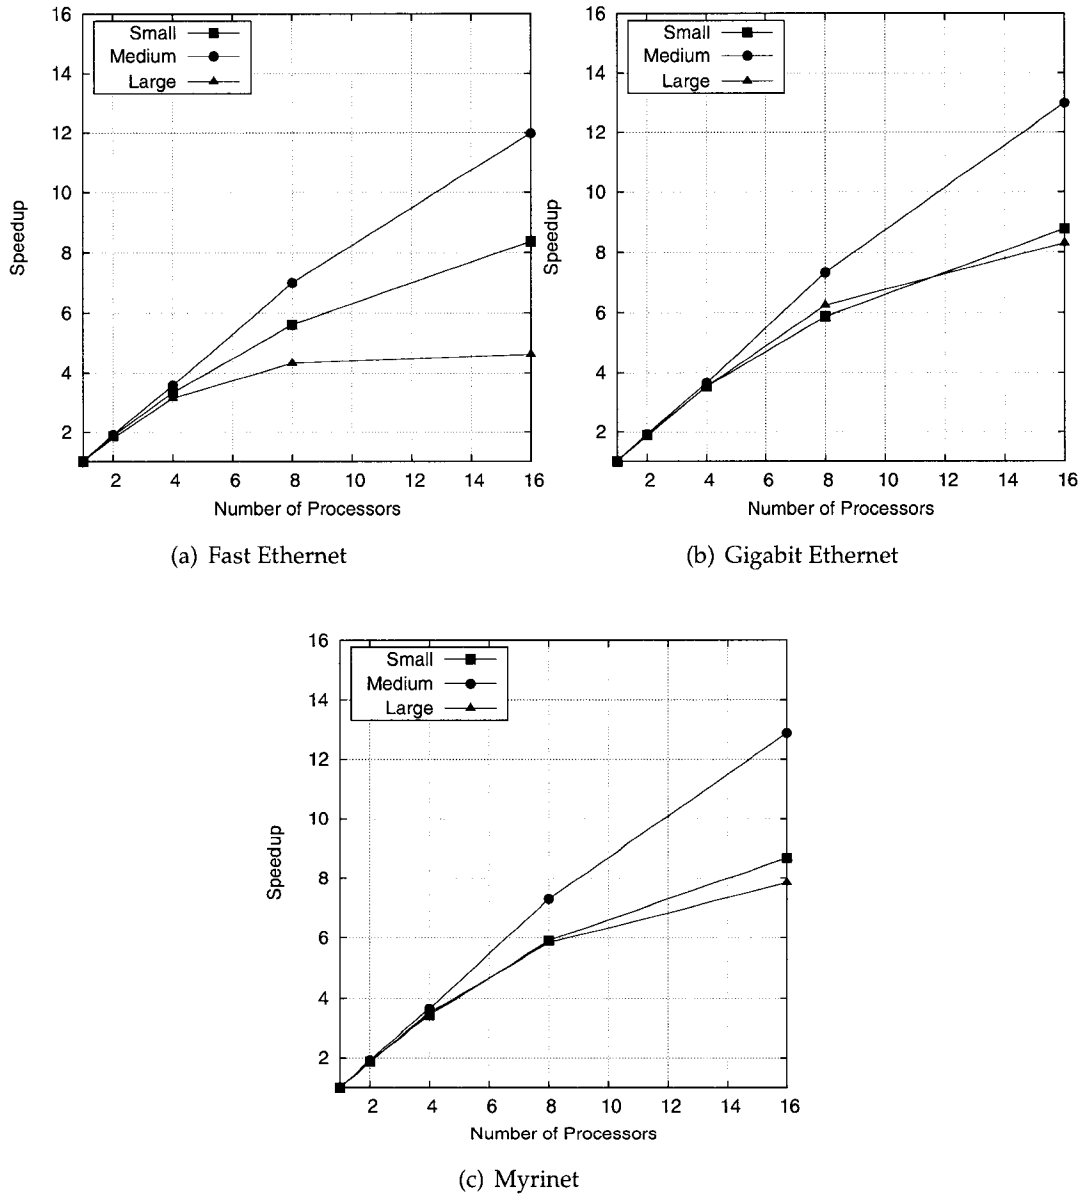 16
14
12
10
8
6
4
2
Speedup
Small
Medium
Large
2 4 6 8 10 12 14 16
Number of Processors
(a) Fast Ethernet
16
14
12
10
8
6
4
2
Speedup
Small
Medium
Large
2 4 6 8 10 12 14 16
Number of Processors
(b) Gigabit Ethernet
16
14
12
10
8
6
4
2
Speedup
Small
Medium
Large
2 4 6 8 10 12 14 16
Number of Processors
(c) Myrinet